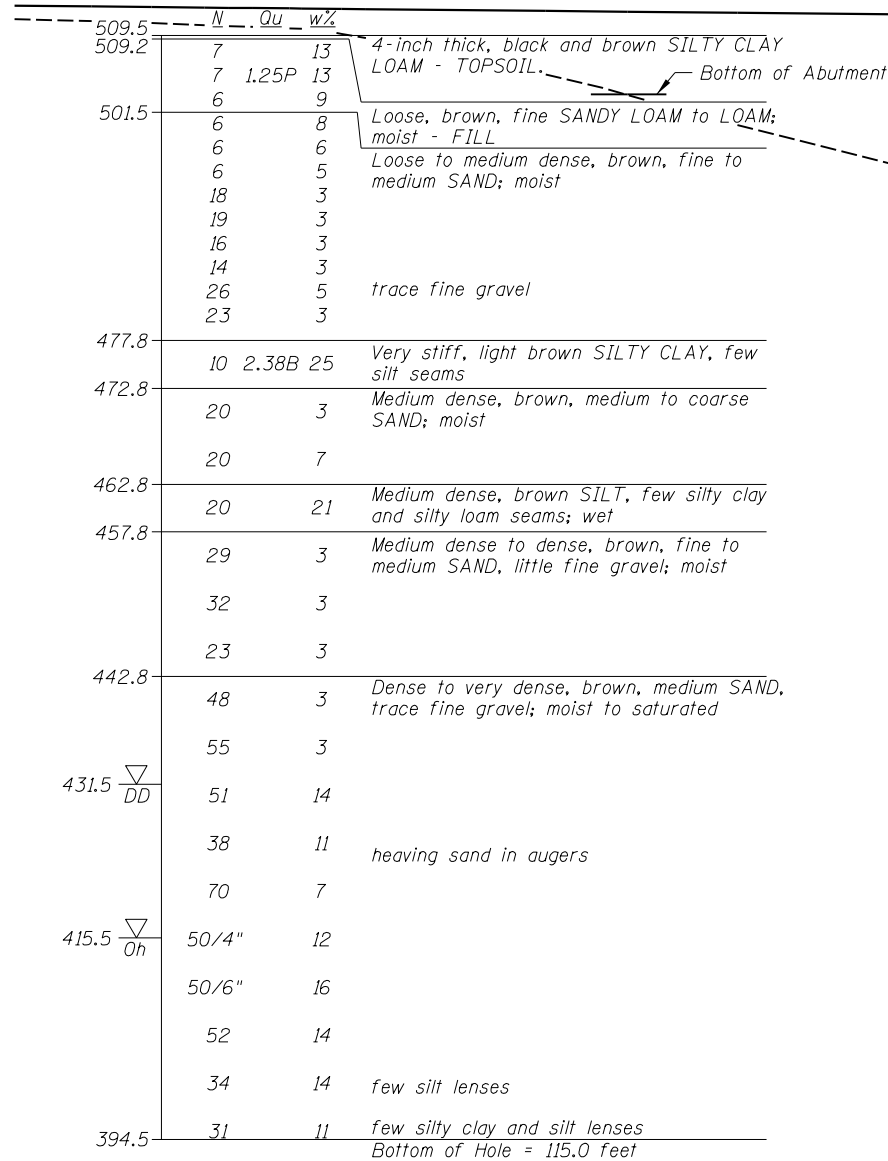 N Qu w%
509.5
509.2
7 13 4-inch thick, black and brown SILTY CLAY
7 1.25P 13 LOAM - TOPSOIL. Bottom of Abutment
6 9
501.5
6 8 Loose, brown, fine SANDY LOAM to LOAM;
moist - FILL
6 6
Loose to medium dense, brown, fine to
6 5 medium SAND; moist
18 3
19 3
16 3
14 3
26 5 trace fine gravel
23 3
477.8
10 2.38B 25 Very stiff, light brown SILTY CLAY, few
silt seams
472.8
20 3 Medium dense, brown, medium to coarse
SAND; moist
20 7
462.8
20 21 Medium dense, brown SILT, few silty clay
and silty loam seams; wet
457.8
29 3 Medium dense to dense, brown, fine to
medium SAND, little fine gravel; moist
32 3
23 3
442.8
48 3 Dense to very dense, brown, medium SAND,
trace fine gravel; moist to saturated
55 3
431.5
DD 51 14
38 11 heaving sand in augers
70 7
415.5 50/4" 12
0h
50/6" 16
52 14
34 14 few silt lenses
31 11 few silty clay and silt lenses
394.5
Bottom of Hole = 115.0 feet